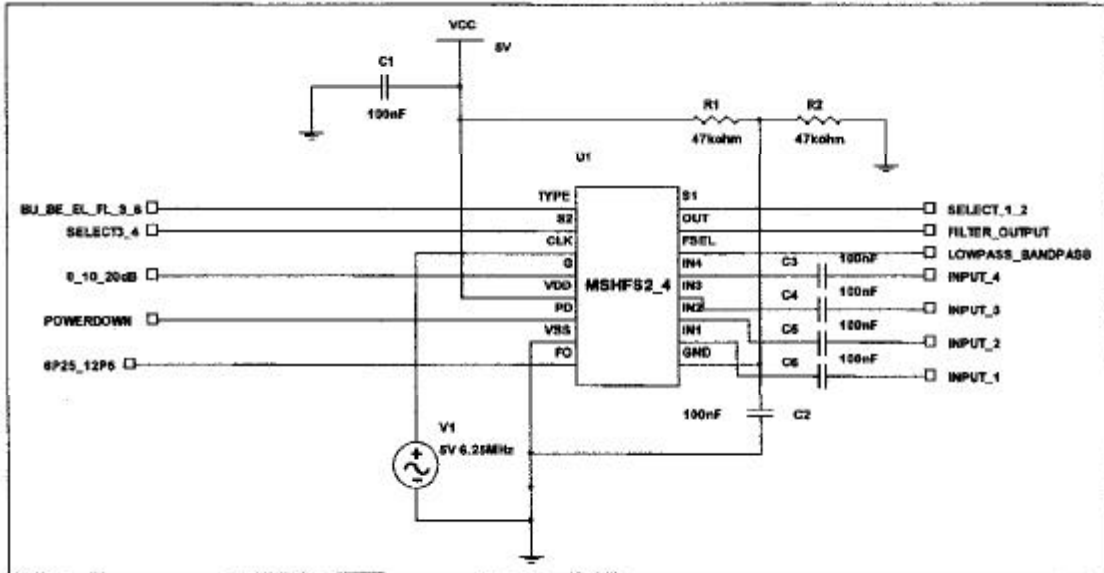 VCC
5V
C1
100nF
R1
47kohm
R2
47kohm
U1
TYPE
S2
CLK
G
VDD
PD
VSS
FO
MSHFS2_4
S1
OUT
FSEL
IN4
IN3
IN2
IN1
GND
BU_BE_EL_FL_3_6
SELECT3_4
0_10_20dB
POWERDOWN
6P25_12P5
SELECT_1_2
FILTER_OUTPUT
LOWPASS_BANDPASS
C3
100nF
INPUT_4
C4
100nF
INPUT_3
C5
100nF
INPUT_2
C6
100nF
INPUT_1
100nF
C2
V1
5V 6.25MHz